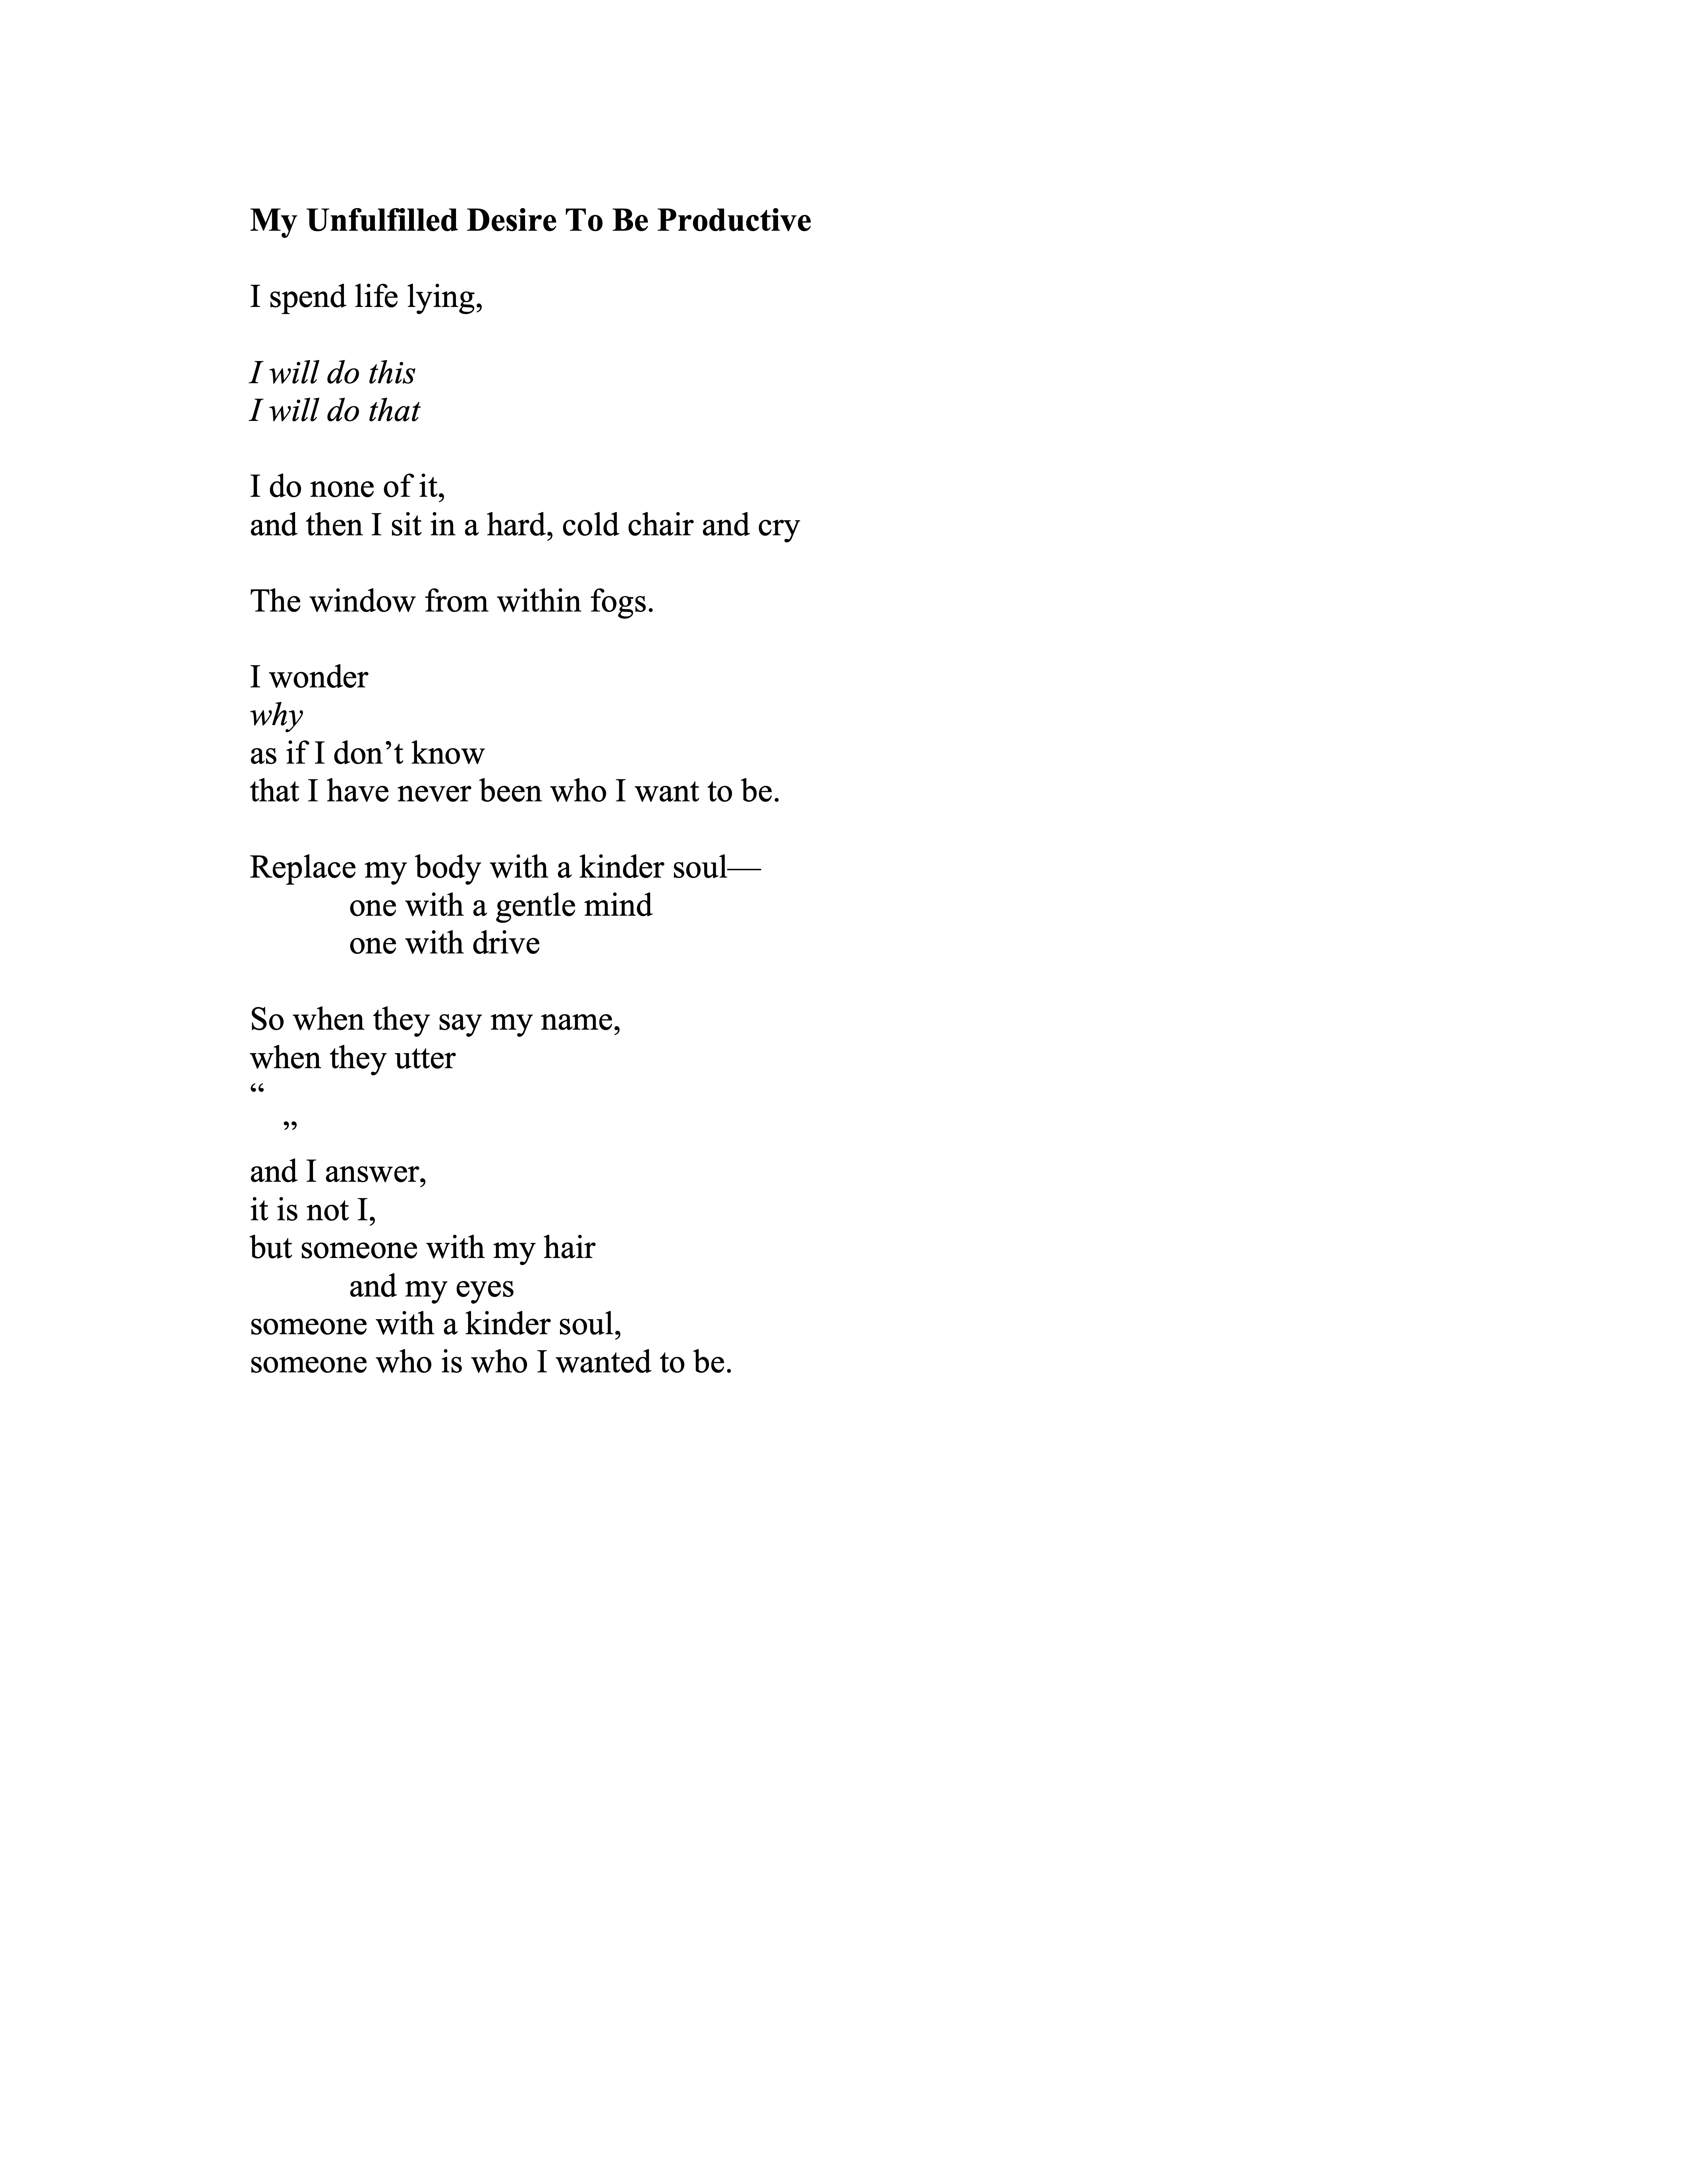 My Unfulfilled Desire To Be Productive
I spend life lying,
I will do this
I will do that
I do none of it,
and then I sit in a hard, cold chair and cry
The window from within fogs.
I wonder
why
as if I don’t know
that I have never been who I want to be.
Replace my body with a kinder soul—
one with a gentle mind
one with drive
So when they say my name,
when they utter
“
”
and I answer,
it is not I,
but someone with my hair
and my eyes
someone with a kinder soul,
someone who is who I wanted to be.